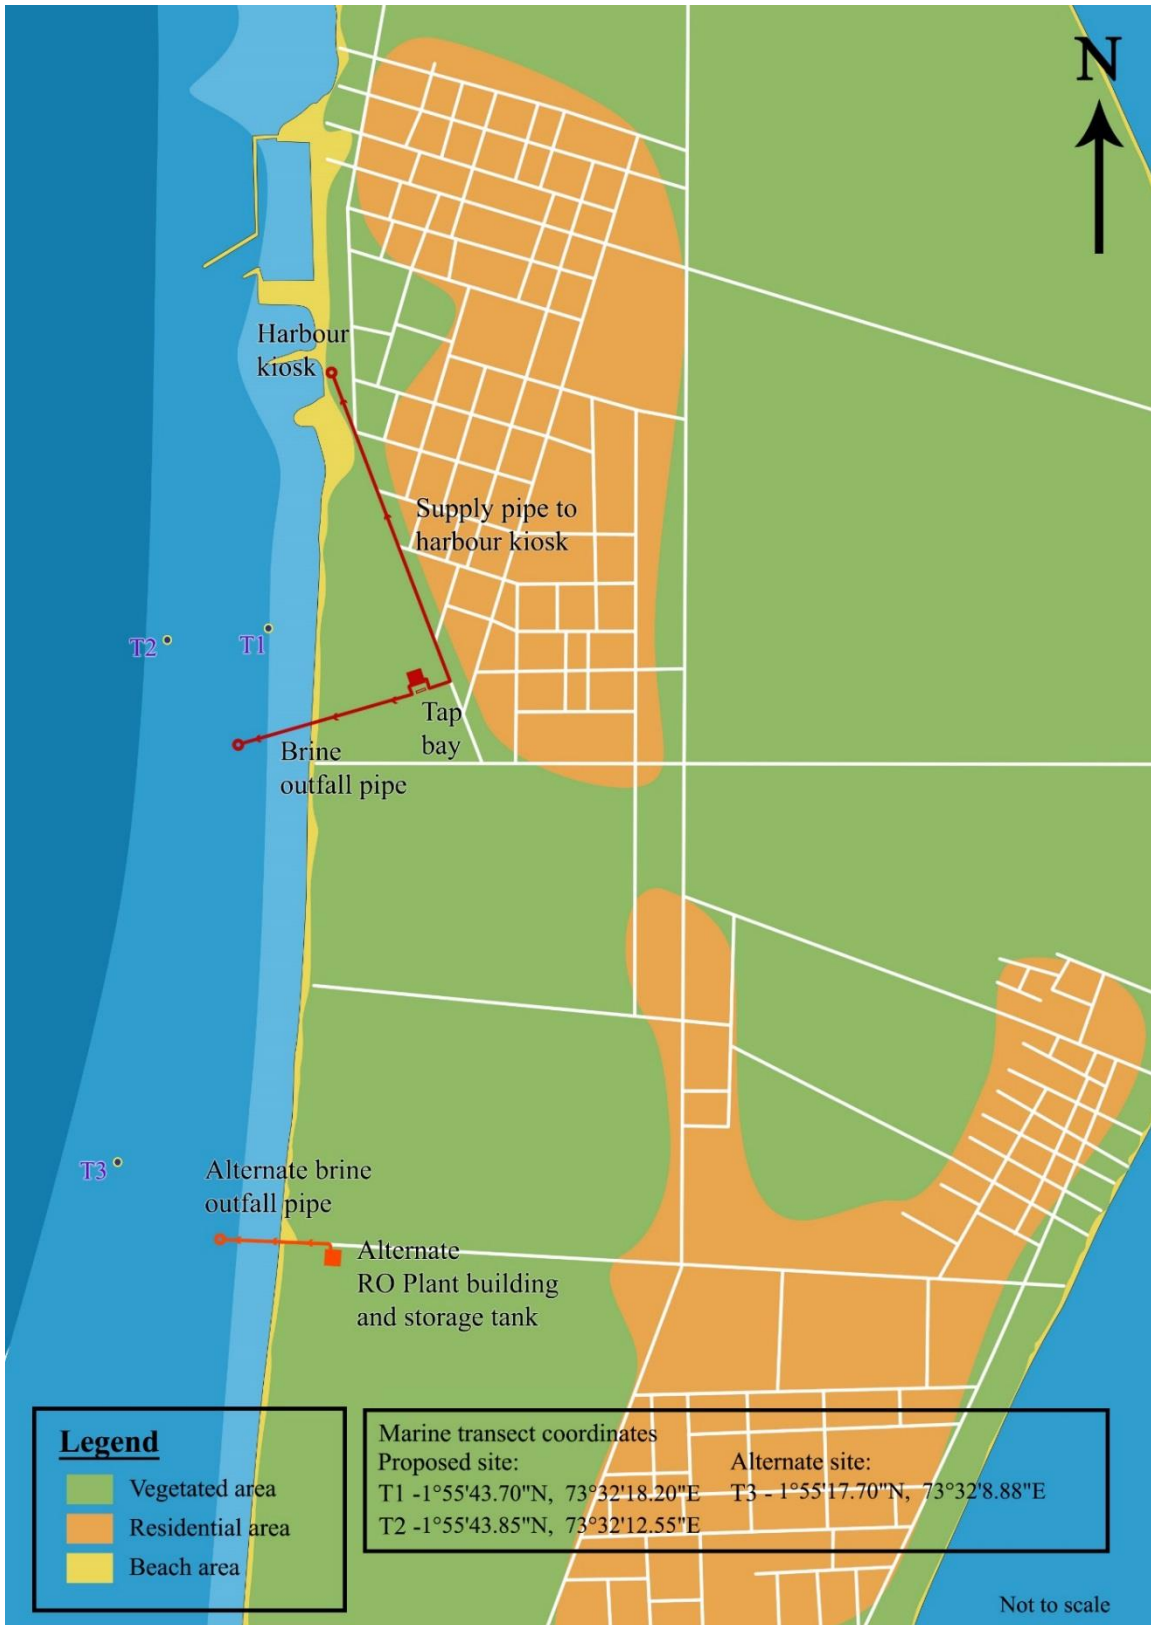 N
Harbour
kiosk
Supply pipe to
harbour kiosk
T2
T1
Tap
bay
Brine
outfall pipe
T3
Alternate brine
outfall pipe
Alternate
RO Plant building
and storage tank
Legend
Vegetated area
Residential area
Beach area
Marine transect coordinates
Proposed site:
T1 -1°55'43.70"N, 73°32'18.20"E
T2 -1°55'43.85"N, 73°32'12.55"E
Alternate site:
T3 - 1°55'17.70"N, 73°32'8.88"E
Not to scale